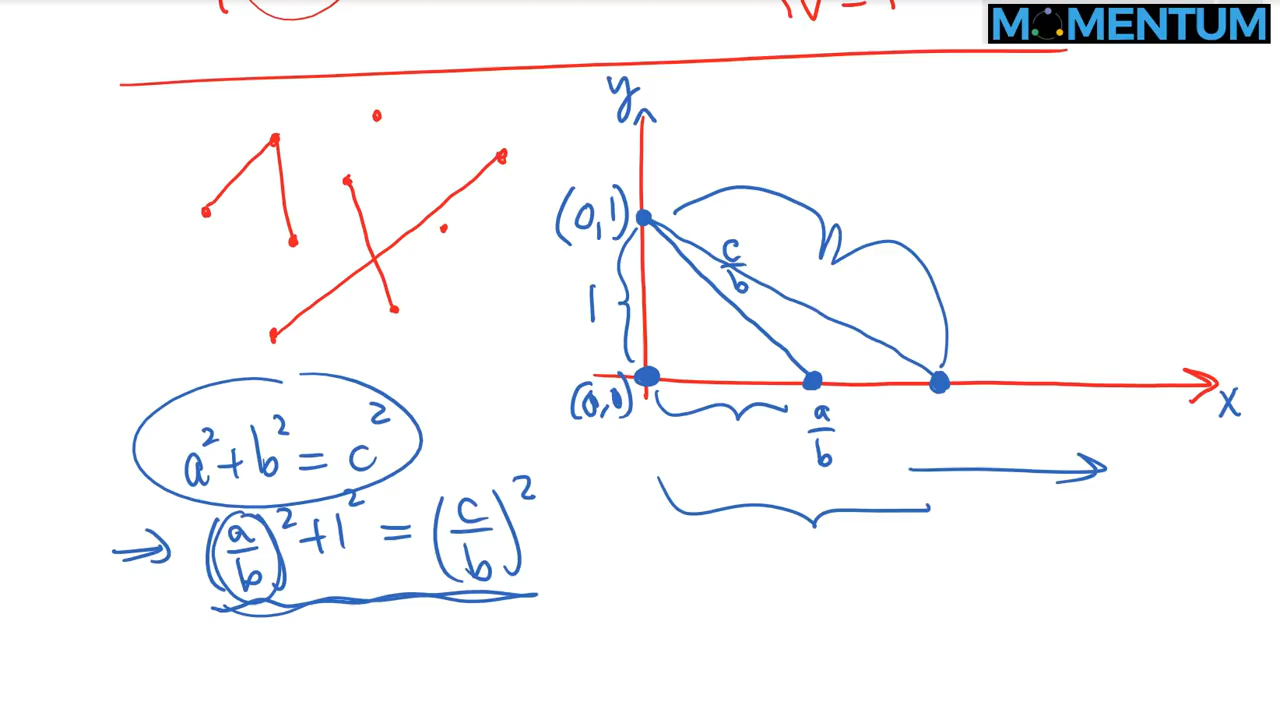 MOMENTUM
y
(0,1)
c/b
1
(0,0)
a/b
x
a² + b² = c²
⇒ (a/b)² + 1² = (c/b)²